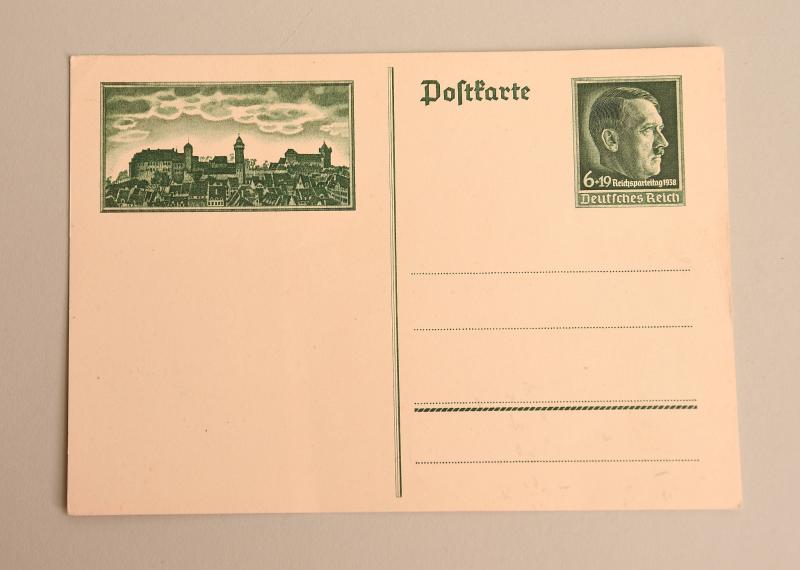 Poſtkarte
6+19 Reichsparteitag 1938
Deutſches Reich